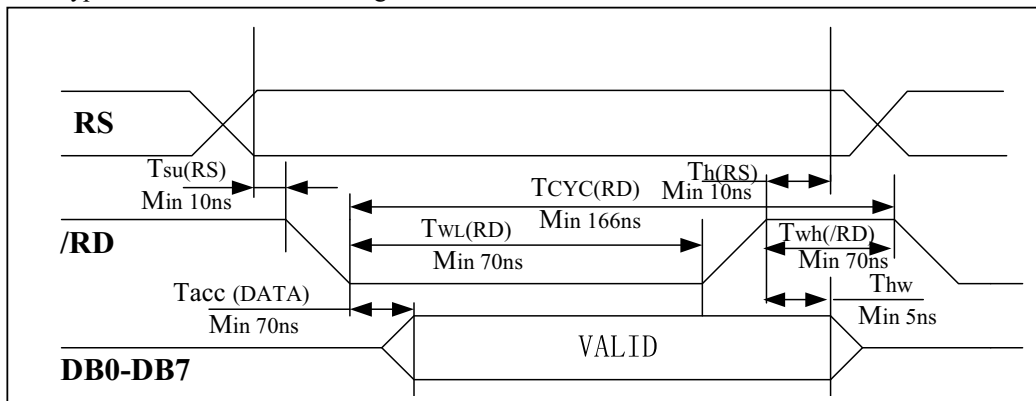 RS
Tsu(RS)
Min 10ns
Th(RS)
Min 10ns
TCYC(RD)
Min 166ns
/RD
TWL(RD)
Min 70ns
Twh(/RD)
Min 70ns
Tacc (DATA)
Min 70ns
Thw
Min 5ns
VALID
DB0-DB7